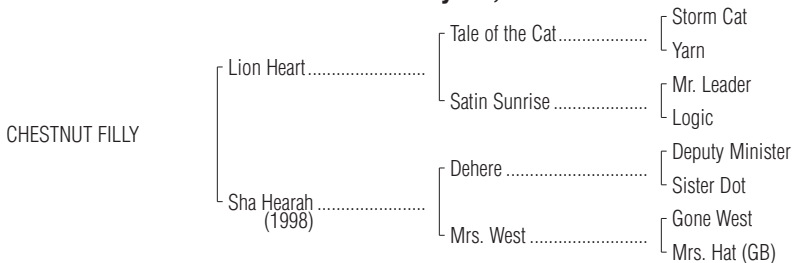 Storm Cat
Tale of the Cat....................
Yarn
Lion Heart..........................
Mr. Leader
Satin Sunrise .....................
Logic
CHESTNUT FILLY
Deputy Minister
Dehere ................................
Sister Dot
Sha Hearah ........................
(1998)
Gone West
Mrs. West ...........................
Mrs. Hat (GB)